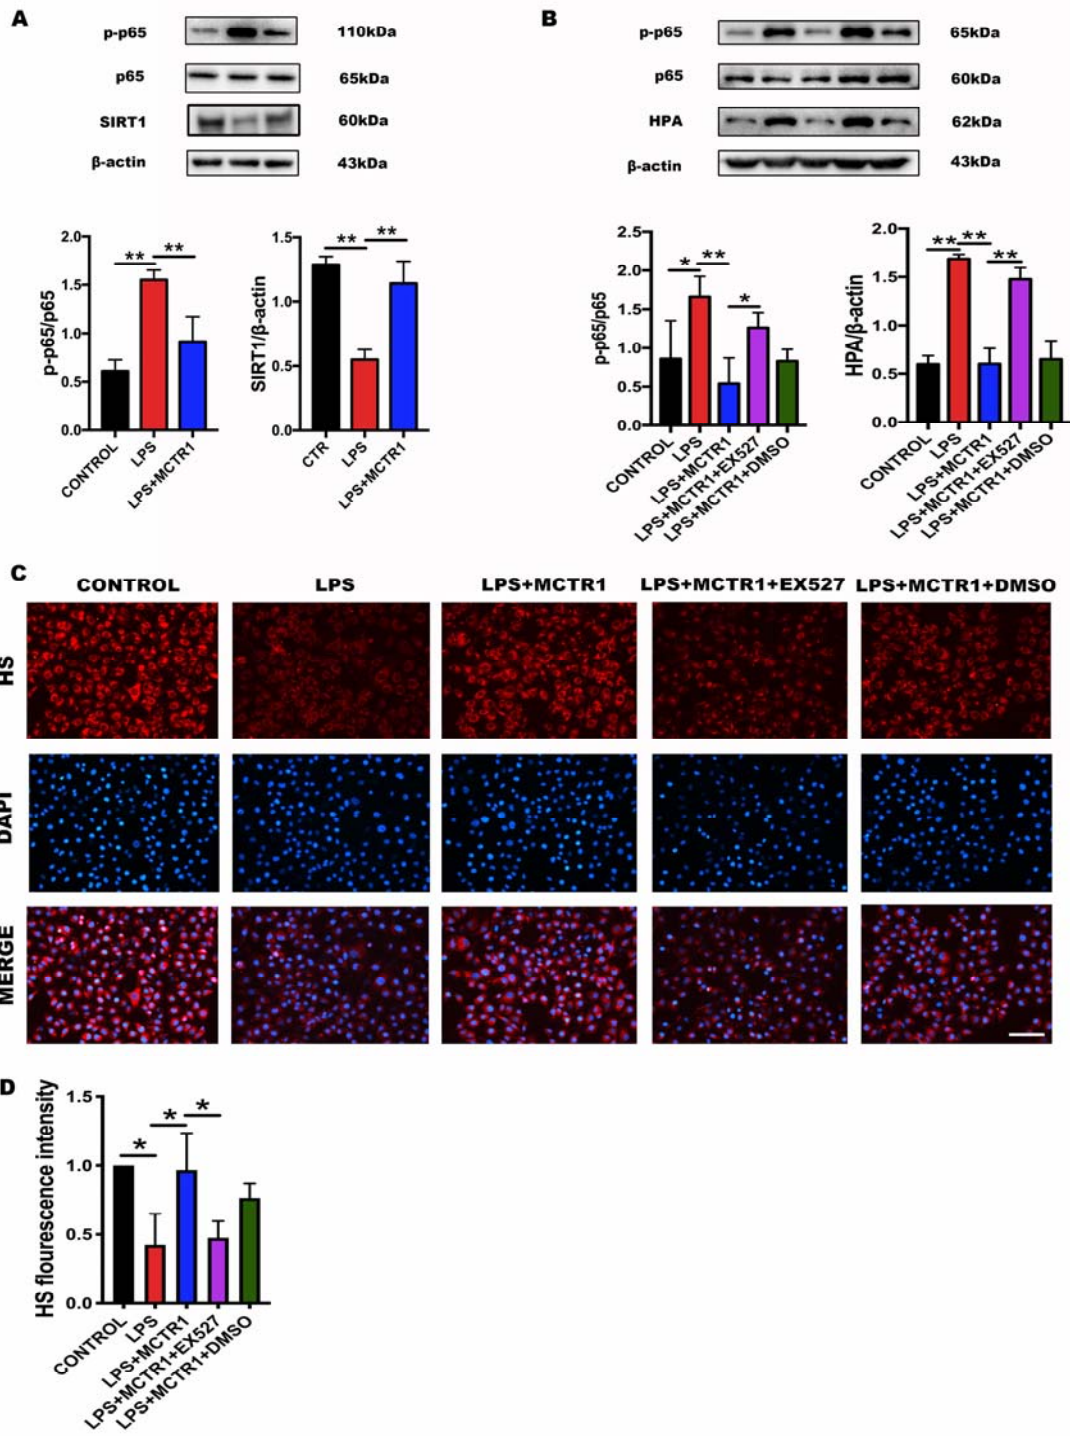 A
p-p65 110kDa
p65 65kDa
SIRT1 60kDa
β-actin 43kDa
p-p65/p65
2.0
1.5
1.0
0.5
0.0
** **
CONTROL
LPS
LPS+MCTR1
SIRT1/β-actin
1.5
1.0
0.5
0.0
** **
CTR
LPS
LPS+MCTR1
B
p-p65 65kDa
p65 60kDa
HPA 62kDa
β-actin 43kDa
p-p65/p65
2.5
2.0
1.5
1.0
0.5
0.0
* ** *
CONTROL
LPS
LPS+MCTR1
LPS+MCTR1+EX527
LPS+MCTR1+DMSO
HPA/β-actin
2.0
1.5
1.0
0.5
0.0
** ** **
CONTROL
LPS
LPS+MCTR1
LPS+MCTR1+EX527
LPS+MCTR1+DMSO
C
CONTROL LPS LPS+MCTR1 LPS+MCTR1+EX527 LPS+MCTR1+DMSO
HS
DAPI
MERGE
D
HS flourescence intensity
1.5
1.0
0.5
0.0
* * *
CONTROL
LPS
LPS+MCTR1
LPS+MCTR1+EX527
LPS+MCTR1+DMSO